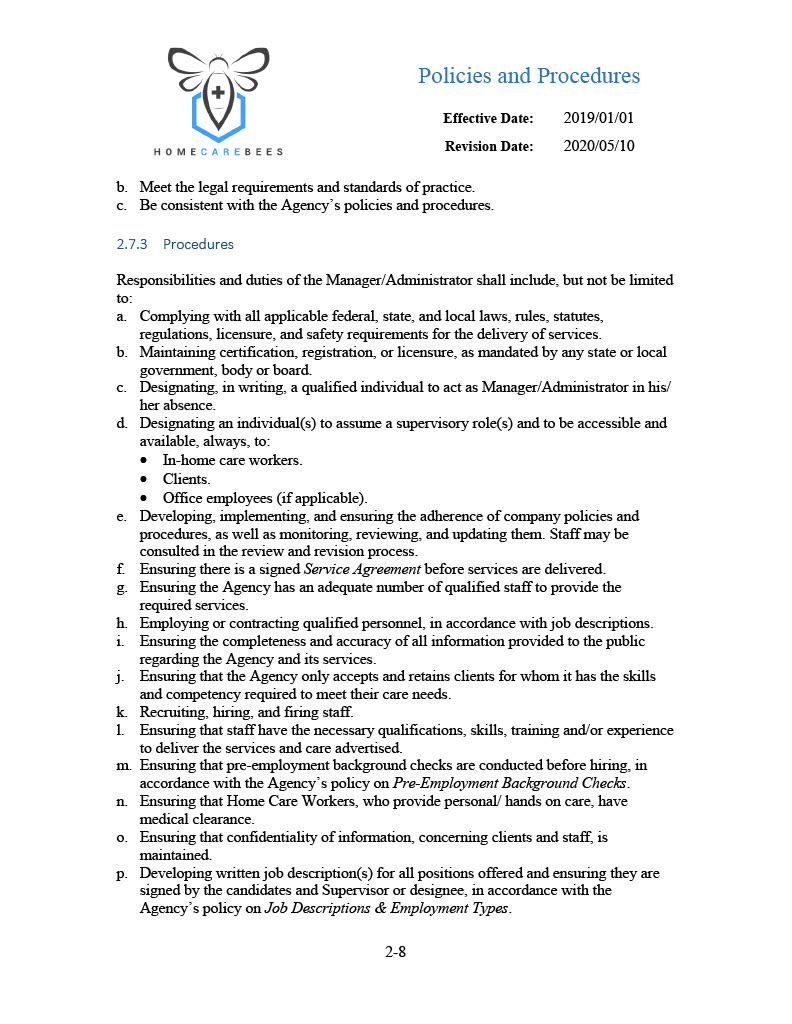 Policies and Procedures
Effective Date: 2019/01/01
Revision Date: 2020/05/10
HOMECAREBEES
b. Meet the legal requirements and standards of practice.
c. Be consistent with the Agency’s policies and procedures.
2.7.3 Procedures
Responsibilities and duties of the Manager/Administrator shall include, but not be limited
to:
a. Complying with all applicable federal, state, and local laws, rules, statutes,
regulations, licensure, and safety requirements for the delivery of services.
b. Maintaining certification, registration, or licensure, as mandated by any state or local
government, body or board.
c. Designating, in writing, a qualified individual to act as Manager/Administrator in his/
her absence.
d. Designating an individual(s) to assume a supervisory role(s) and to be accessible and
available, always, to:
• In-home care workers.
• Clients.
• Office employees (if applicable).
e. Developing, implementing, and ensuring the adherence of company policies and
procedures, as well as monitoring, reviewing, and updating them. Staff may be
consulted in the review and revision process.
f. Ensuring there is a signed Service Agreement before services are delivered.
g. Ensuring the Agency has an adequate number of qualified staff to provide the
required services.
h. Employing or contracting qualified personnel, in accordance with job descriptions.
i. Ensuring the completeness and accuracy of all information provided to the public
regarding the Agency and its services.
j. Ensuring that the Agency only accepts and retains clients for whom it has the skills
and competency required to meet their care needs.
k. Recruiting, hiring, and firing staff.
l. Ensuring that staff have the necessary qualifications, skills, training and/or experience
to deliver the services and care advertised.
m. Ensuring that pre-employment background checks are conducted before hiring, in
accordance with the Agency’s policy on Pre-Employment Background Checks.
n. Ensuring that Home Care Workers, who provide personal/ hands on care, have
medical clearance.
o. Ensuring that confidentiality of information, concerning clients and staff, is
maintained.
p. Developing written job description(s) for all positions offered and ensuring they are
signed by the candidates and Supervisor or designee, in accordance with the
Agency’s policy on Job Descriptions & Employment Types.
2-8